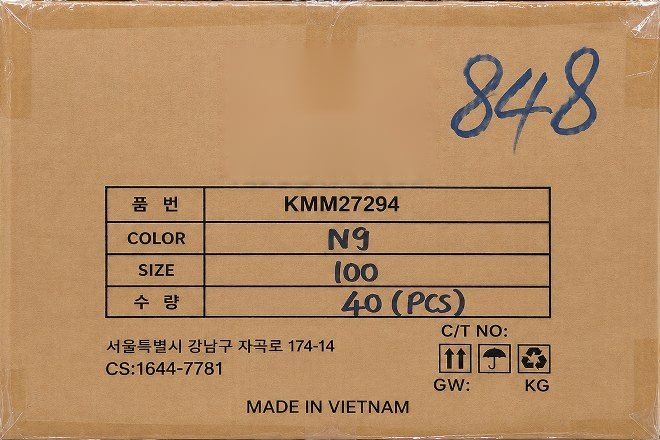 848
품 번 KMM27294
COLOR N9
SIZE 100
수 량 40 (PCS)
서울특별시 강남구 자곡로 174-14
CS:1644-7781
C/T NO:
GW: KG
MADE IN VIETNAM